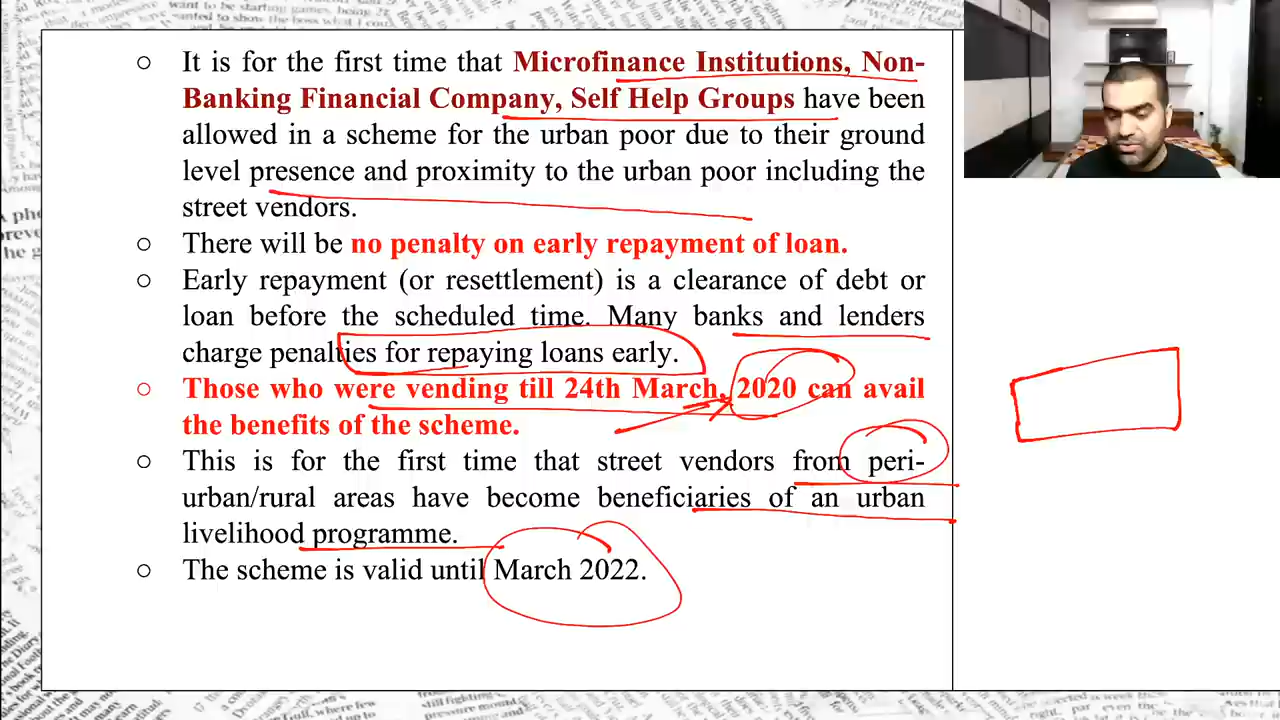 ○ It is for the first time that Microfinance Institutions, Non-
Banking Financial Company, Self Help Groups have been
allowed in a scheme for the urban poor due to their ground
level presence and proximity to the urban poor including the
street vendors.
○ There will be no penalty on early repayment of loan.
○ Early repayment (or resettlement) is a clearance of debt or
loan before the scheduled time. Many banks and lenders
charge penalties for repaying loans early.
○ Those who were vending till 24th March, 2020 can avail
the benefits of the scheme.
○ This is for the first time that street vendors from peri-
urban/rural areas have become beneficiaries of an urban
livelihood programme.
○ The scheme is valid until March 2022.